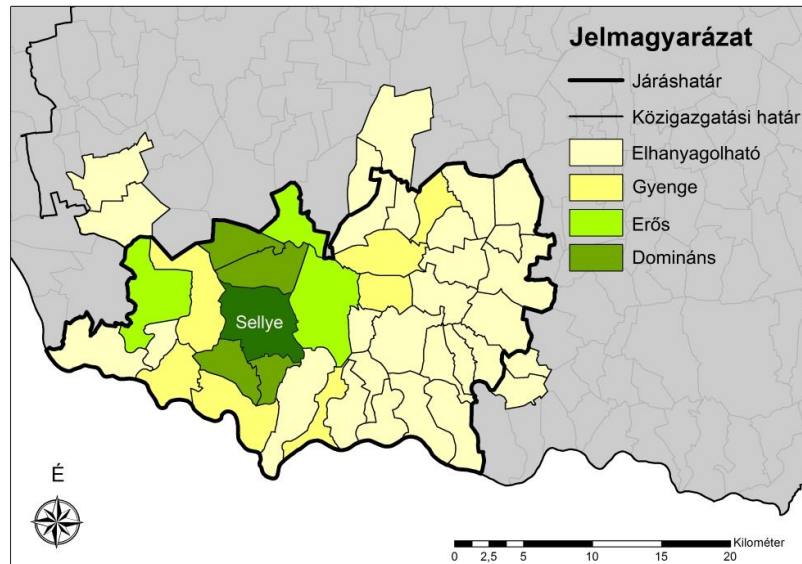 Jelmagyarázat
Járáshatár
Közigazgatási határ
Elhanyagolható
Gyenge
Erős
Domináns
Sellye
É
Kilométer
0 2,5 5 10 15 20